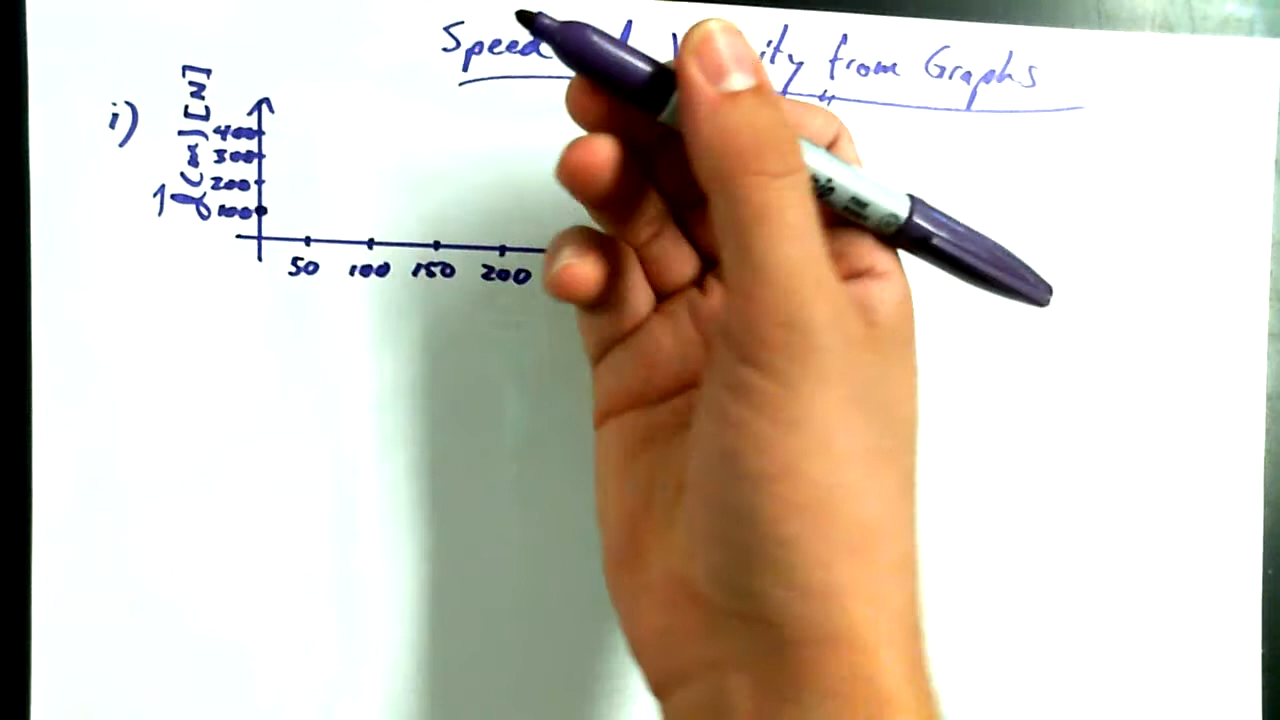 Speed ity from Graphs
i)
d (m) [N]
400
300
200
100
50 100 150 200